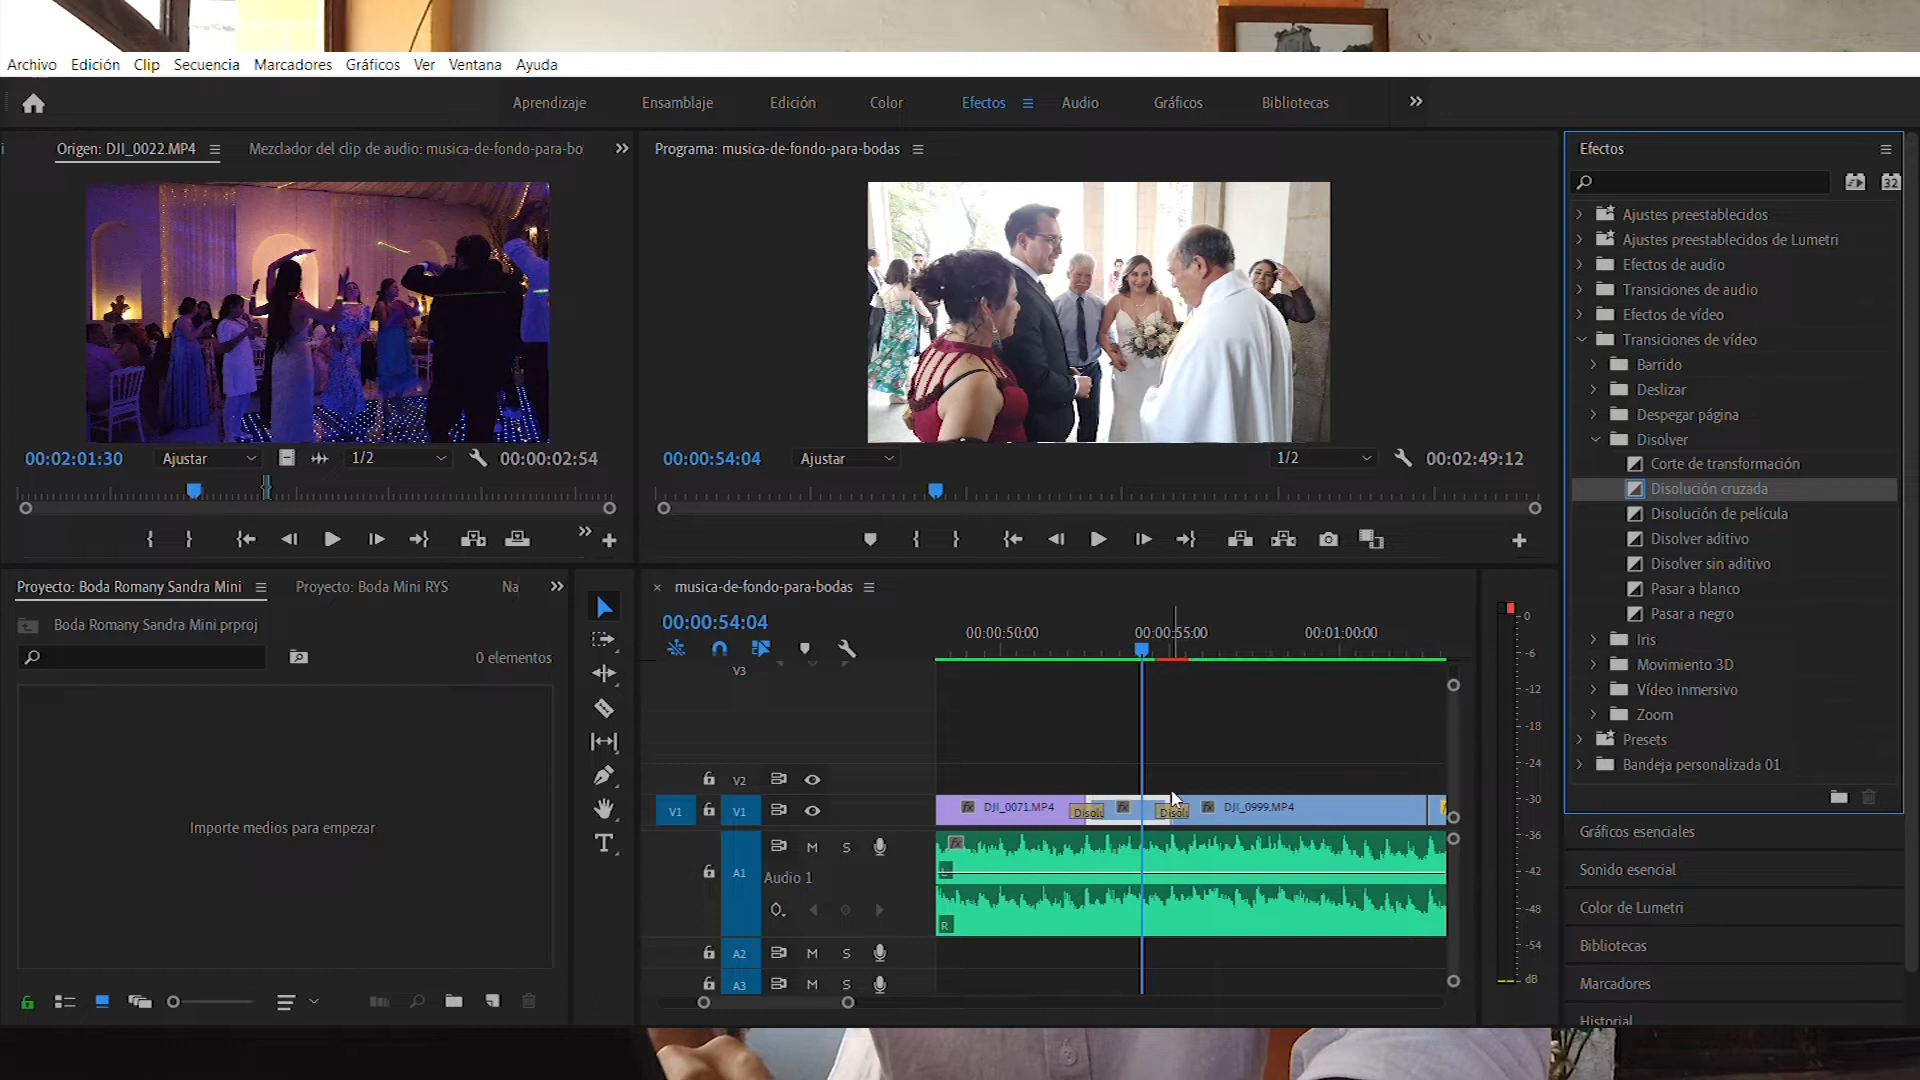 Archivo Edición Clip Secuencia Marcadores Gráficos Ver Ventana Ayuda
Aprendizaje Ensamblaje Edición Color Efectos Audio Gráficos Bibliotecas
Origen: DJI_0022.MP4 Mezclador del clip de audio: musica-de-fondo-para-bo
00:02:01:30 Ajustar 1/2 00:00:02:54
Programa: musica-de-fondo-para-bodas
00:00:54:04 Ajustar 1/2 00:02:49:12
Efectos
32
Ajustes preestablecidos
Ajustes preestablecidos de Lumetri
Efectos de audio
Transiciones de audio
Efectos de vídeo
Transiciones de vídeo
Barrido
Deslizar
Despegar página
Disolver
Corte de transformación
Disolución cruzada
Disolución de película
Disolver aditivo
Disolver sin aditivo
Pasar a blanco
Pasar a negro
Iris
Movimiento 3D
Vídeo inmersivo
Zoom
Presets
Bandeja personalizada 01
Gráficos esenciales
Sonido esencial
Color de Lumetri
Bibliotecas
Marcadores
Historial
Proyecto: Boda Romany Sandra Mini Proyecto: Boda Mini RYS Na
Boda Romany Sandra Mini.prproj
0 elementos
Importe medios para empezar
musica-de-fondo-para-bodas
00:00:54:04
00:00:50:00 00:00:55:00 00:01:00:00
V3
V2
V1 V1 fx DJI_0071.MP4 Disolu fx Disolu fx DJI_0999.MP4
M S
A1 Audio 1
fx
L
R
A2 M S
A3 M S
0
-6
-12
-18
-24
-30
-36
-42
-48
-54
dB